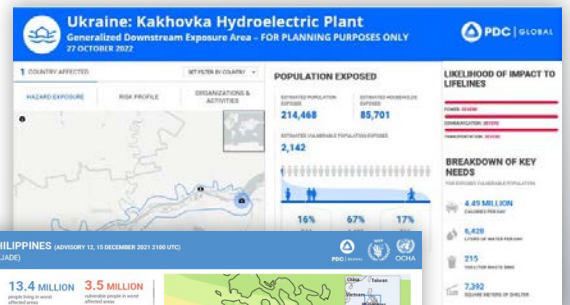 Ukraine: Kakhovka Hydroelectric Plant
Generalized Downstream Exposure Area – FOR PLANNING PURPOSES ONLY
27 OCTOBER 2022
PDC | GLOBAL
1 COUNTRY AFFECTED
SET FILTER BY COUNTRY
HAZARD EXPOSURE
RISK PROFILE
ORGANIZATIONS & ACTIVITIES
POPULATION EXPOSED
ESTIMATED POPULATION EXPOSED
214,468
ESTIMATED HOUSEHOLDS EXPOSED
85,701
ESTIMATED VULNERABLE POPULATION EXPOSED
2,142
16%
67%
17%
LIKELIHOOD OF IMPACT TO LIFELINES
POWER: SEVERE
COMMUNICATION: SEVERE
TRANSPORTATION: SEVERE
BREAKDOWN OF KEY NEEDS
FOR EXPOSED VULNERABLE POPULATION
4.49 MILLION
CALORIES PER DAY
6,428
LITERS OF WATER PER DAY
215
7,392
SQUARE METERS OF SHELTER
HILIPPINES (ADVISORY 12, 15 DECEMBER 2021 2100 UTC)
JADE)
PDC
WFP
OCHA
13.4 MILLION
people living in worst affected areas
3.5 MILLION
vulnerable people in worst affected areas
China
Taiwan
Vietnam